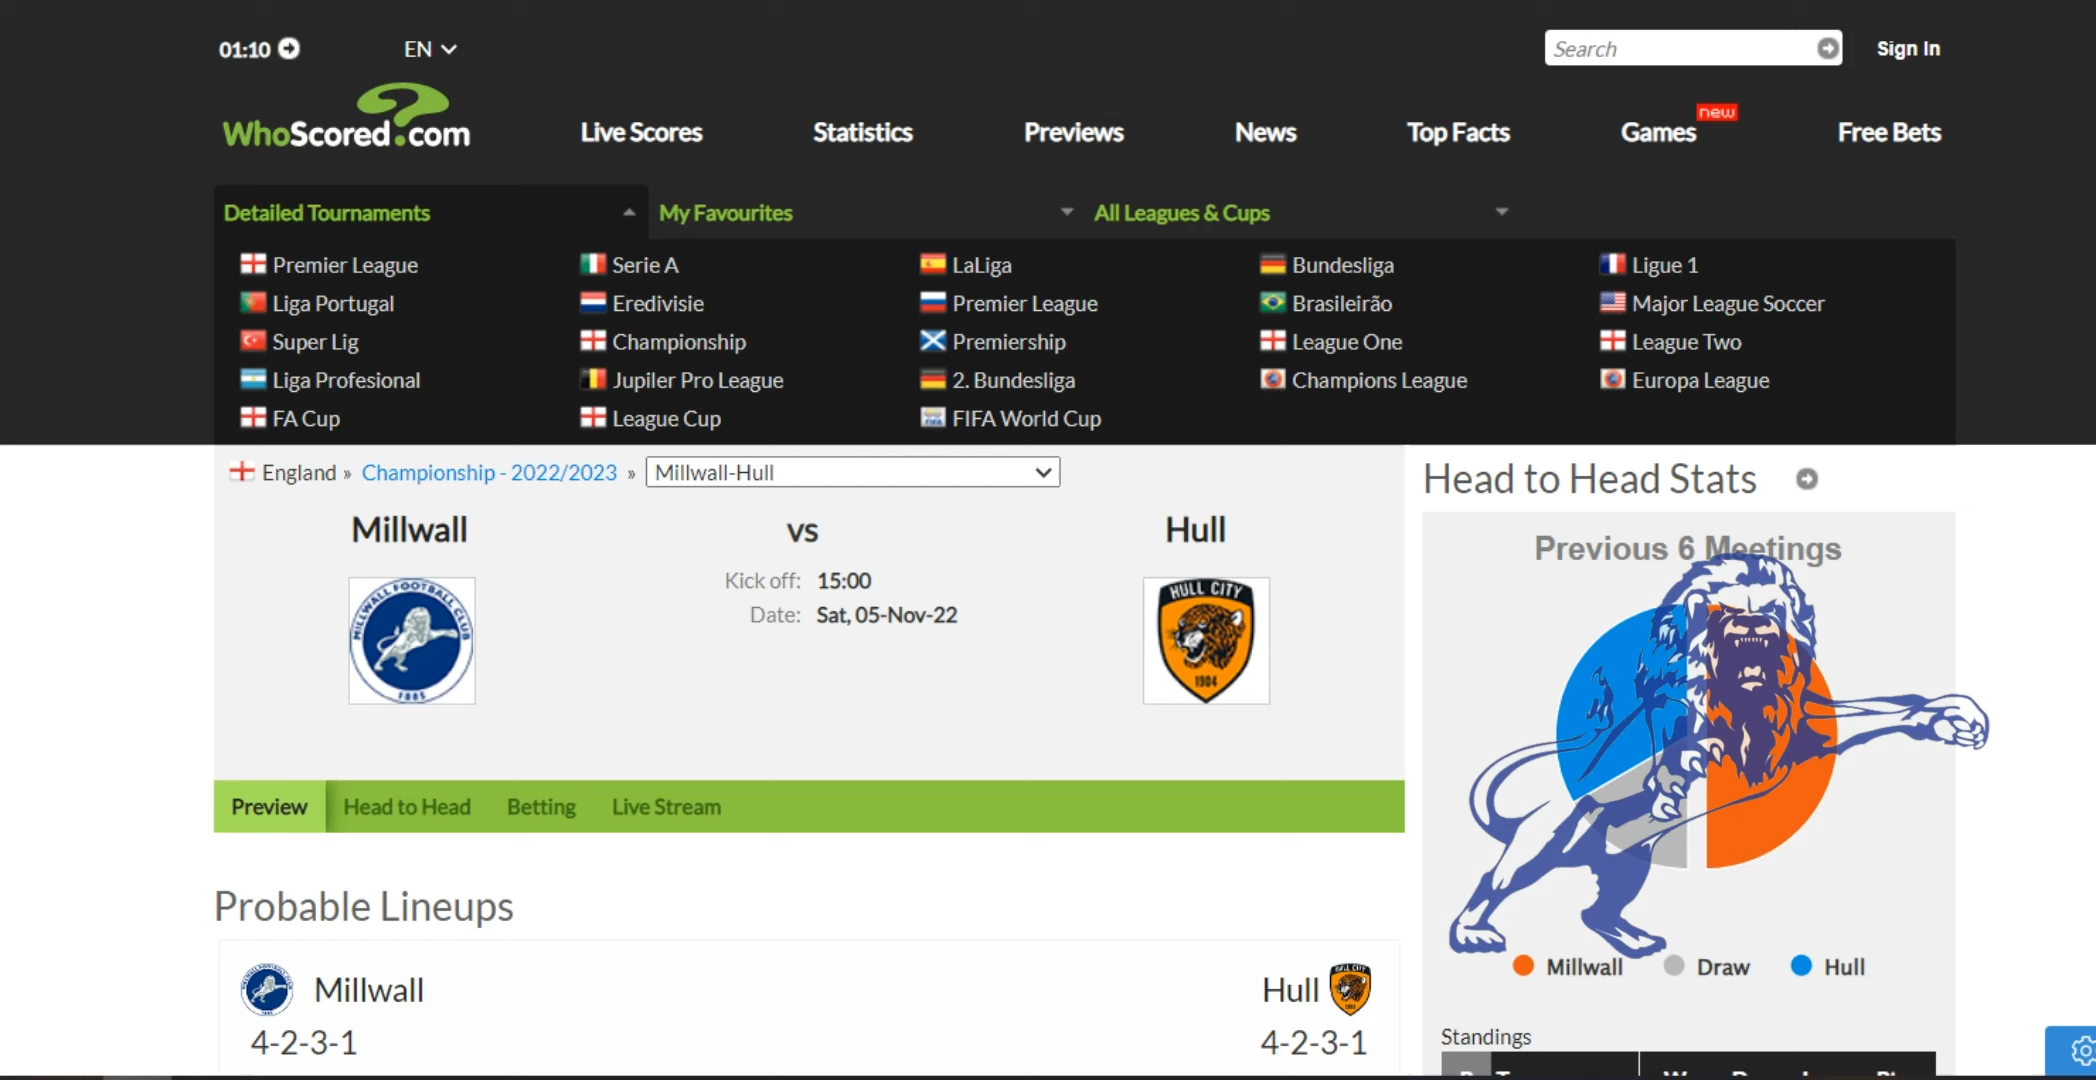 01:10
EN
Search
Sign In
WhoScored.com
Live Scores
Statistics
Previews
News
Top Facts
Games
new
Free Bets
Detailed Tournaments
My Favourites
All Leagues & Cups
Premier League
Serie A
LaLiga
Bundesliga
Ligue 1
Liga Portugal
Eredivisie
Premier League
Brasileirão
Major League Soccer
Super Lig
Championship
Premiership
League One
League Two
Liga Profesional
Jupiler Pro League
2. Bundesliga
Champions League
Europa League
FA Cup
League Cup
FIFA World Cup
England » Championship - 2022/2023 » Millwall-Hull
Millwall
vs
Hull
Kick off: 15:00
Date: Sat, 05-Nov-22
MILLWALL FOOTBALL CLUB
1885
HULL CITY
1904
Preview
Head to Head
Betting
Live Stream
Probable Lineups
Millwall
4-2-3-1
Hull
HULL CITY
4-2-3-1
Head to Head Stats
Previous 6 Meetings
Millwall
Draw
Hull
Standings